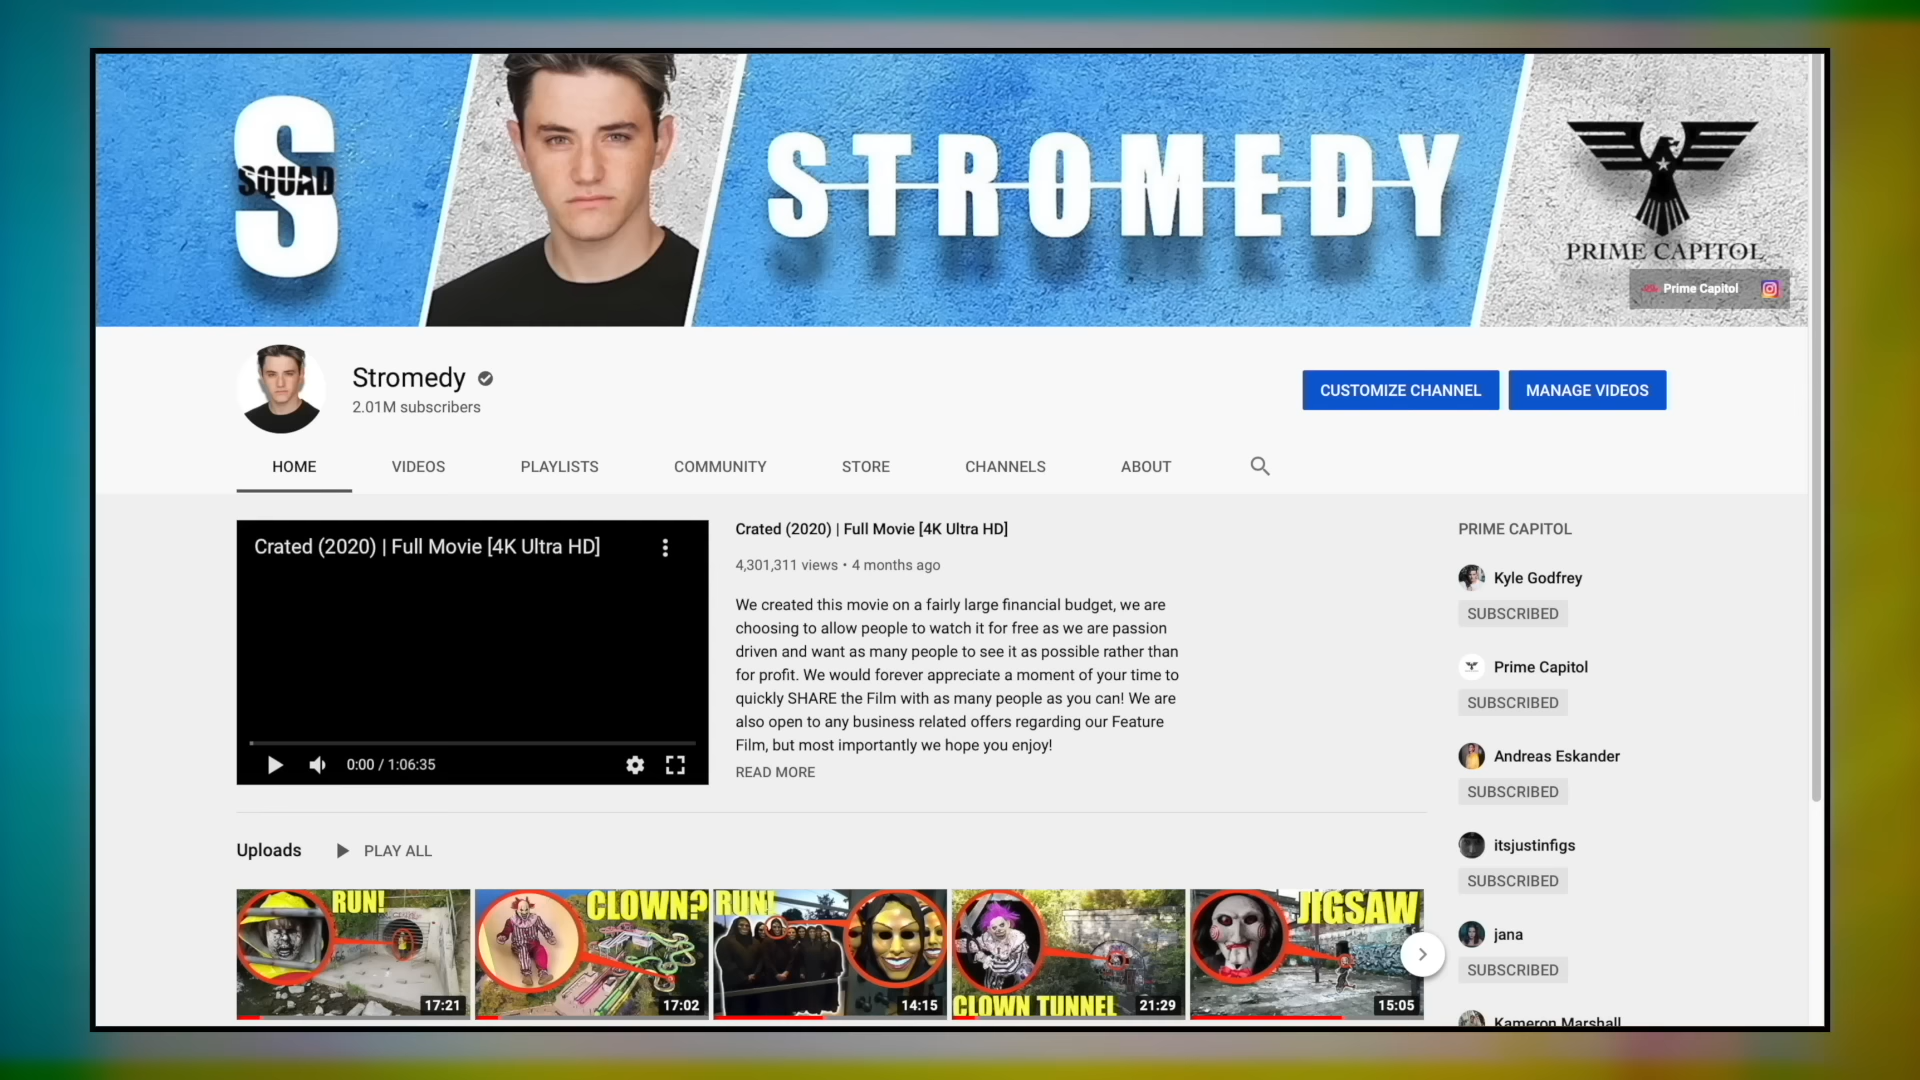 S
SQUAD
STROMEDY
PRIME CAPITOL
Prime Capitol
Stromedy
2.01M subscribers
CUSTOMIZE CHANNEL
MANAGE VIDEOS
HOME
VIDEOS
PLAYLISTS
COMMUNITY
STORE
CHANNELS
ABOUT
Crated (2020) | Full Movie [4K Ultra HD]
0:00 / 1:06:35
Crated (2020) | Full Movie [4K Ultra HD]
4,301,311 views • 4 months ago
We created this movie on a fairly large financial budget, we are
choosing to allow people to watch it for free as we are passion
driven and want as many people to see it as possible rather than
for profit. We would forever appreciate a moment of your time to
quickly SHARE the Film with as many people as you can! We are
also open to any business related offers regarding our Feature
Film, but most importantly we hope you enjoy!
READ MORE
PRIME CAPITOL
Kyle Godfrey
SUBSCRIBED
Prime Capitol
SUBSCRIBED
Andreas Eskander
SUBSCRIBED
itsjustinfigs
SUBSCRIBED
jana
SUBSCRIBED
Kameron Marshall
Uploads
PLAY ALL
RUN!
17:21
CLOWN?
17:02
RUN!
14:15
CLOWN TUNNEL
21:29
JIGSAW
15:05